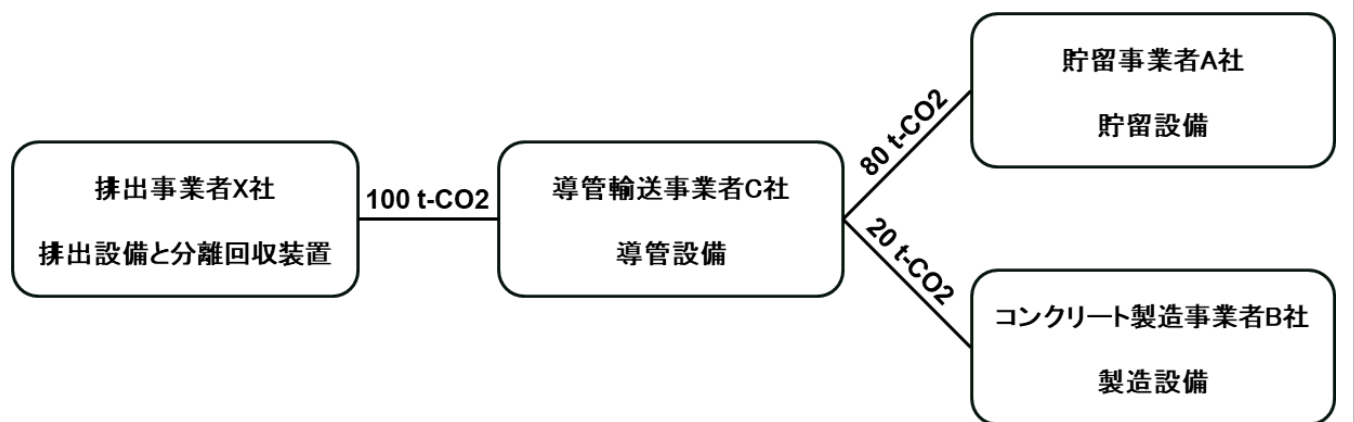 排出事業者X社
排出設備と分離回収装置
100 t-CO2
導管輸送事業者C社
導管設備
80 t-CO2
貯留事業者A社
貯留設備
20 t-CO2
コンクリート製造事業者B社
製造設備